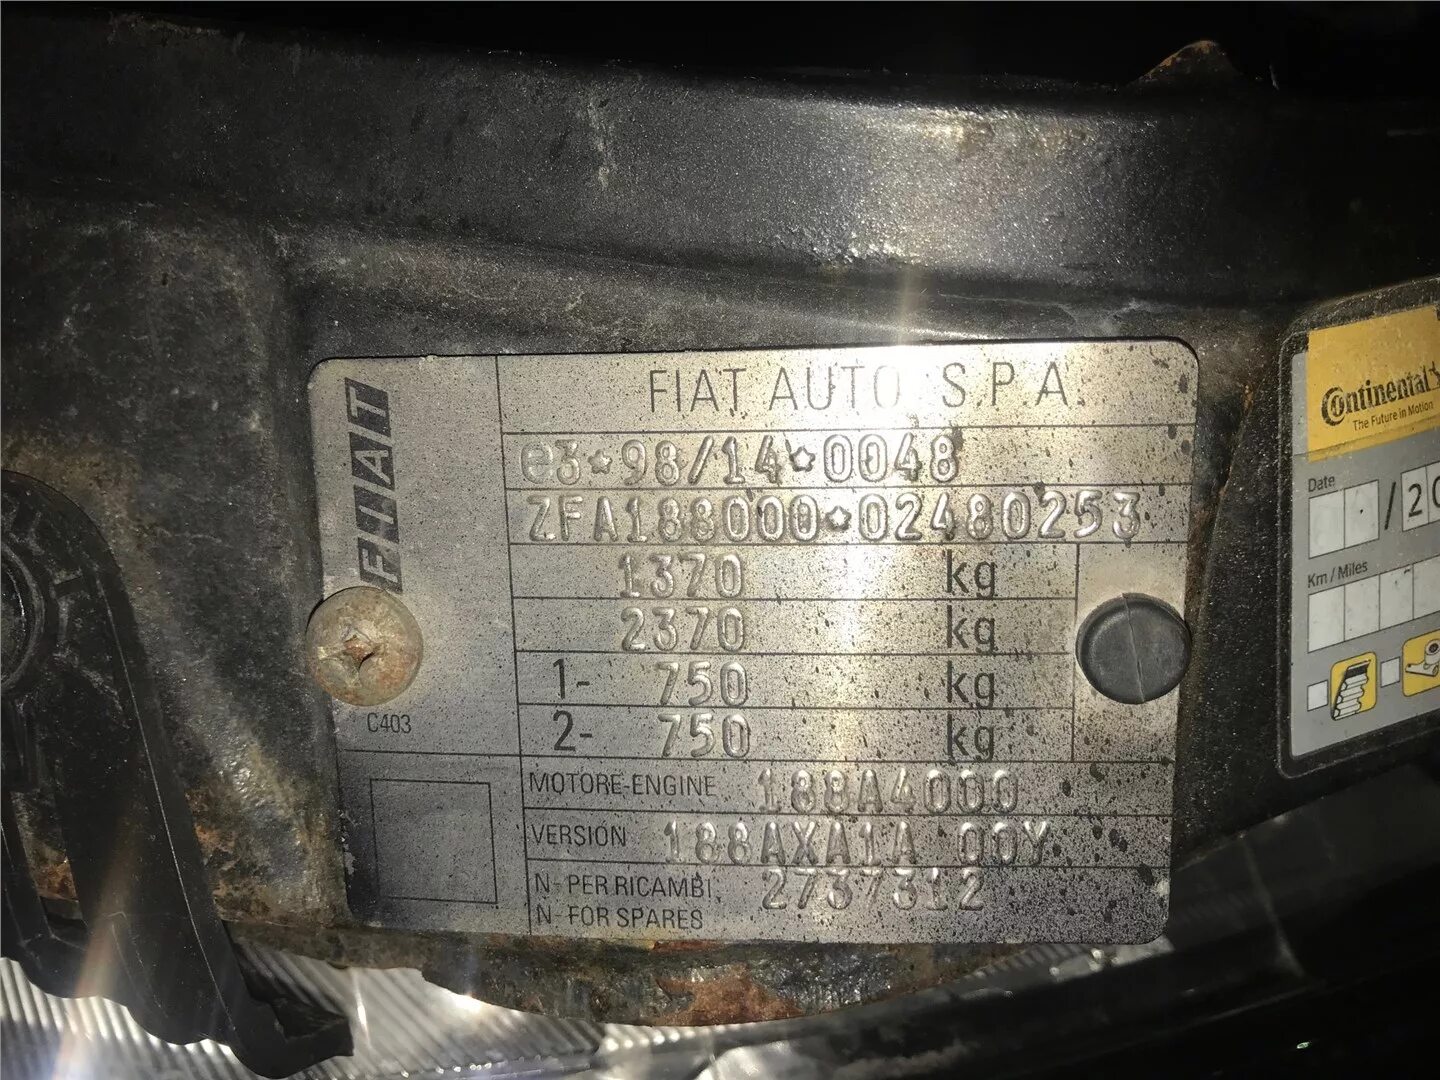 FIAT
C403
FIAT AUTO S.P.A.
e3*98/14*0048
ZFA188000*02480253
1370 kg
2370 kg
1- 750 kg
2- 750 kg
MOTORE-ENGINE 188A4000
VERSION 188AXA1A 00Y
N- PER RICAMBI 2737312
N- FOR SPARES
Continental
The Future in Motion
Date
/20
Km / Miles